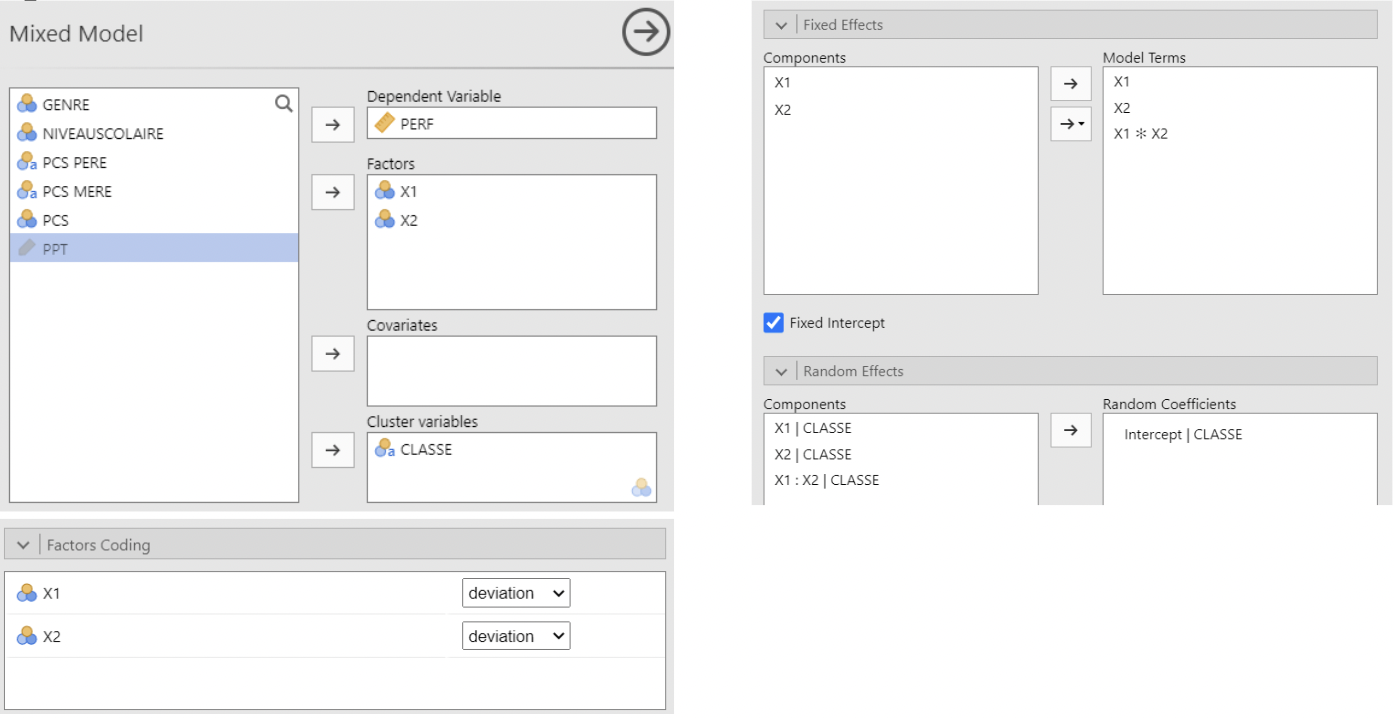 Mixed Model
GENRE
NIVEAUSCOLAIRE
PCS PERE
PCS MERE
PCS
PPT
Dependent Variable
PERF
Factors
X1
X2
Covariates
Cluster variables
CLASSE
Factors Coding
X1 deviation
X2 deviation
Fixed Effects
Components
X1
X2
Model Terms
X1
X2
X1 ✻ X2
Fixed Intercept
Random Effects
Components
X1 | CLASSE
X2 | CLASSE
X1 : X2 | CLASSE
Random Coefficients
Intercept | CLASSE